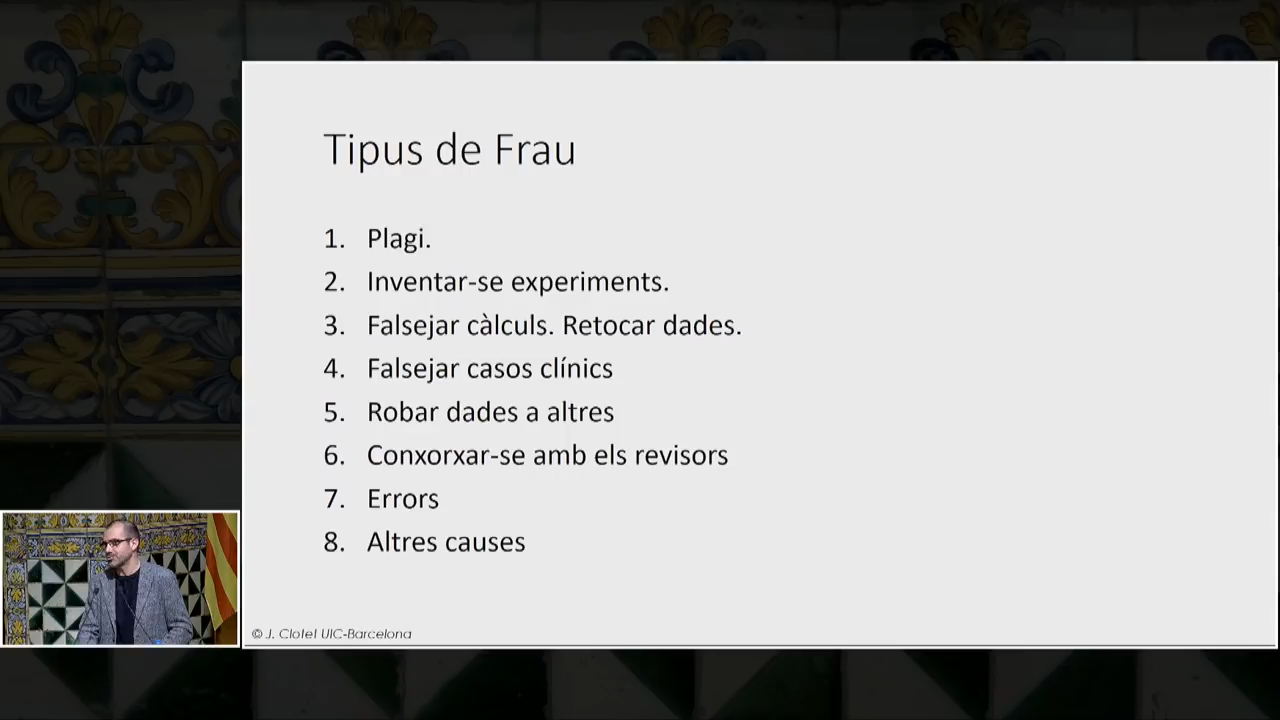 Tipus de Frau
1. Plagi.
2. Inventar-se experiments.
3. Falsejar càlculs. Retocar dades.
4. Falsejar casos clínics
5. Robar dades a altres
6. Conxorxar-se amb els revisors
7. Errors
8. Altres causes
© J. Clotet UIC-Barcelona